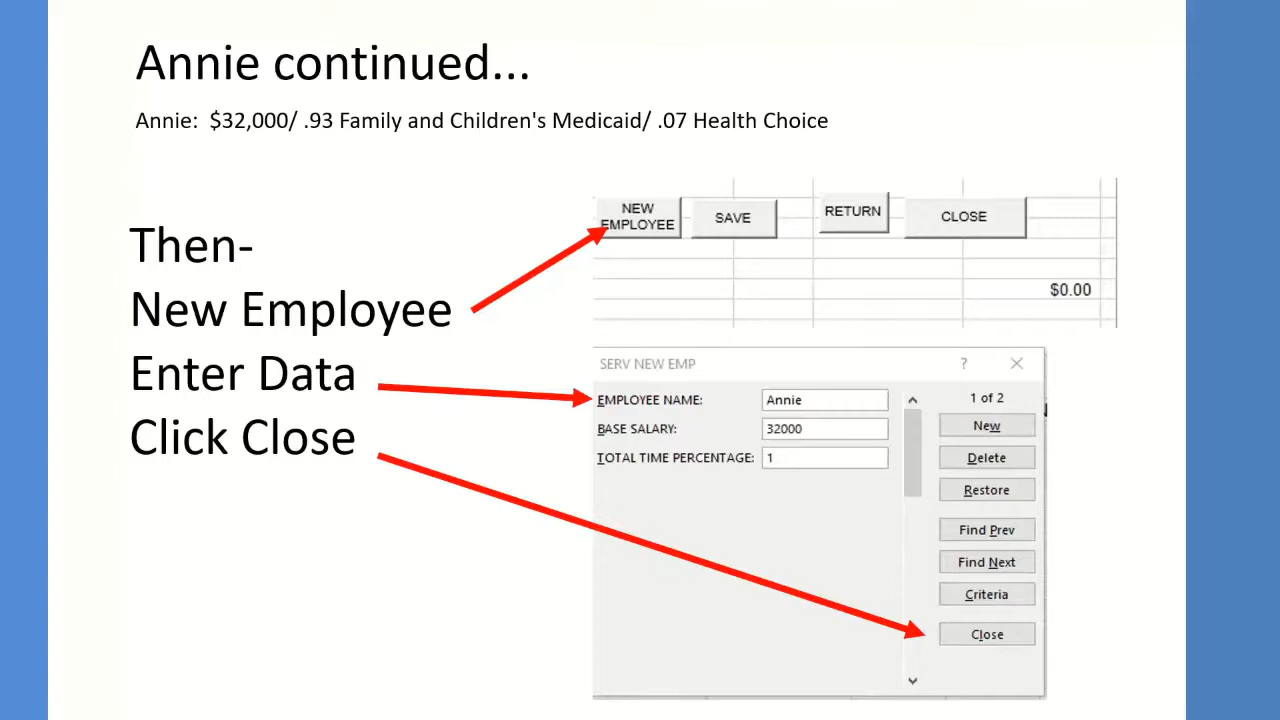 Annie continued...
Annie: $32,000/ .93 Family and Children's Medicaid/ .07 Health Choice
Then-
New Employee
Enter Data
Click Close
NEW
EMPLOYEE
SAVE
RETURN
CLOSE
$0.00
SERV NEW EMP
?
EMPLOYEE NAME: Annie
BASE SALARY: 32000
TOTAL TIME PERCENTAGE: 1
1 of 2
New
Delete
Restore
Find Prev
Find Next
Criteria
Close